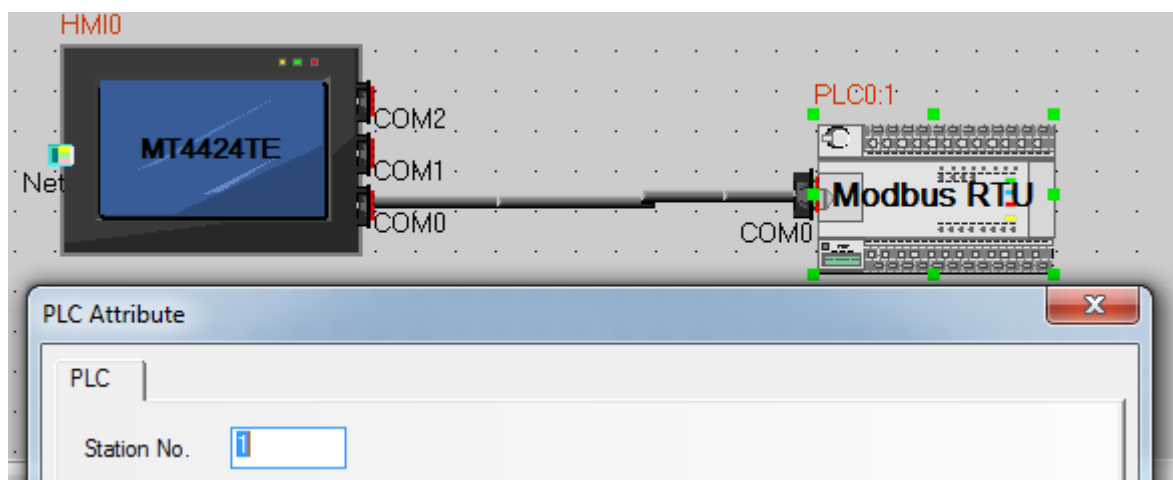 HMI0
MT4424TE
COM2
COM1
COM0
Net
PLC0:1
Modbus RTU
COM0
PLC Attribute
PLC
Station No. 1